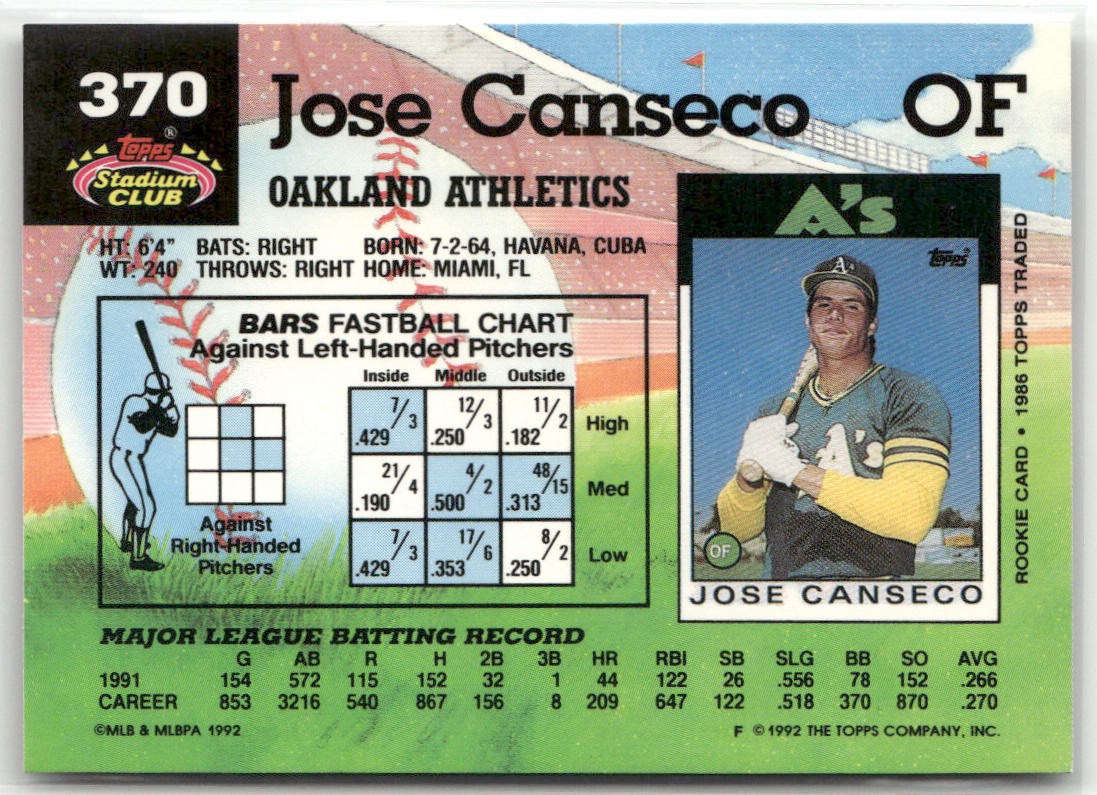 370
Jose Canseco OF
Topps®
Stadium
CLUB
OAKLAND ATHLETICS
HT: 6'4" BATS: RIGHT BORN: 7-2-64, HAVANA, CUBA
WT: 240 THROWS: RIGHT HOME: MIAMI, FL
BARS FASTBALL CHART
Against Left-Handed Pitchers
Inside Middle Outside
7/3 12/3 11/2 High
.429 .250 .182
21/4 4/2 48/15 Med
.190 .500 .313
7/3 17/6 8/2 Low
.429 .353 .250
Against
Right-Handed
Pitchers
A's
Topps
A's
A's
OF
JOSE CANSECO
ROOKIE CARD • 1986 TOPPS TRADED
MAJOR LEAGUE BATTING RECORD
G AB R H 2B 3B HR RBI SB SLG BB SO AVG
1991 154 572 115 152 32 1 44 122 26 .556 78 152 .266
CAREER 853 3216 540 867 156 8 209 647 122 .518 370 870 .270
©MLB & MLBPA 1992 F ©1992 THE TOPPS COMPANY, INC.